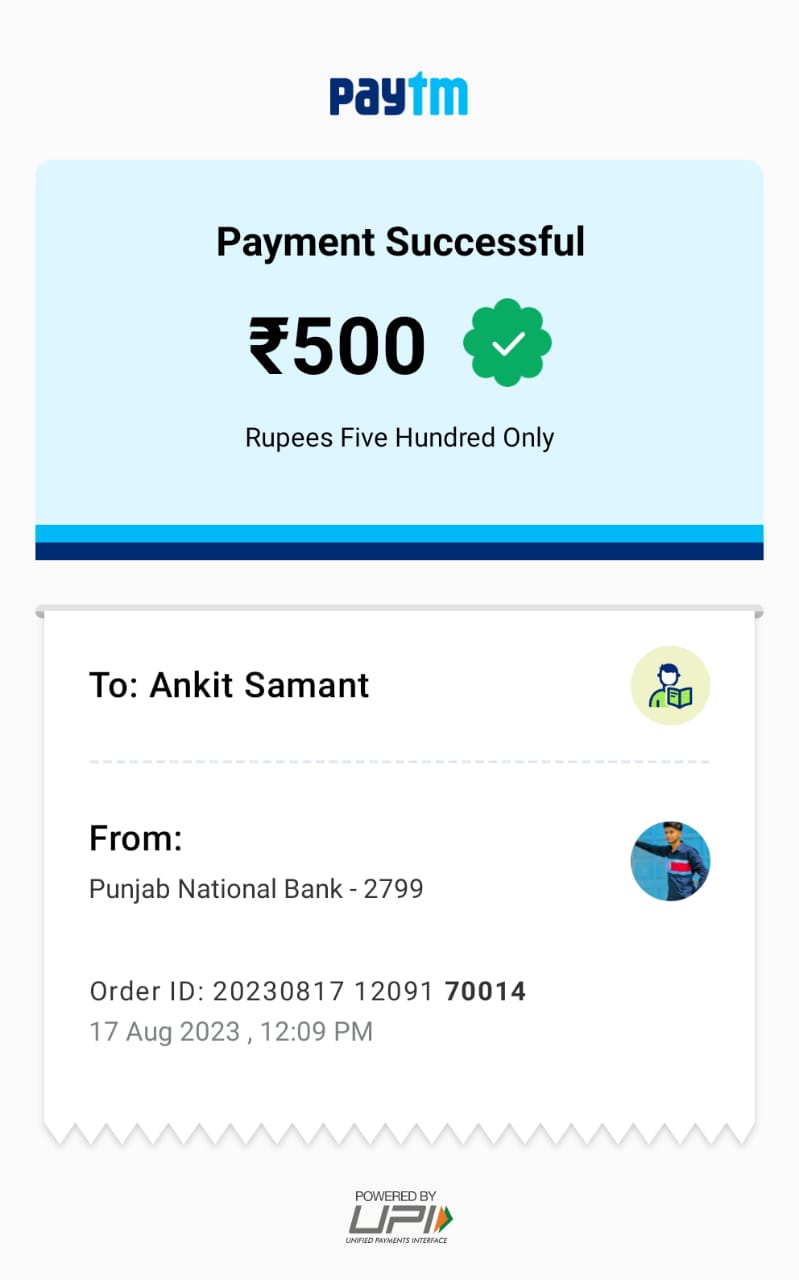 paytm
Payment Successful
₹500
Rupees Five Hundred Only
To: Ankit Samant
From:
Punjab National Bank - 2799
Order ID: 20230817 12091 70014
17 Aug 2023 , 12:09 PM
POWERED BY
UPI
UNIFIED PAYMENTS INTERFACE